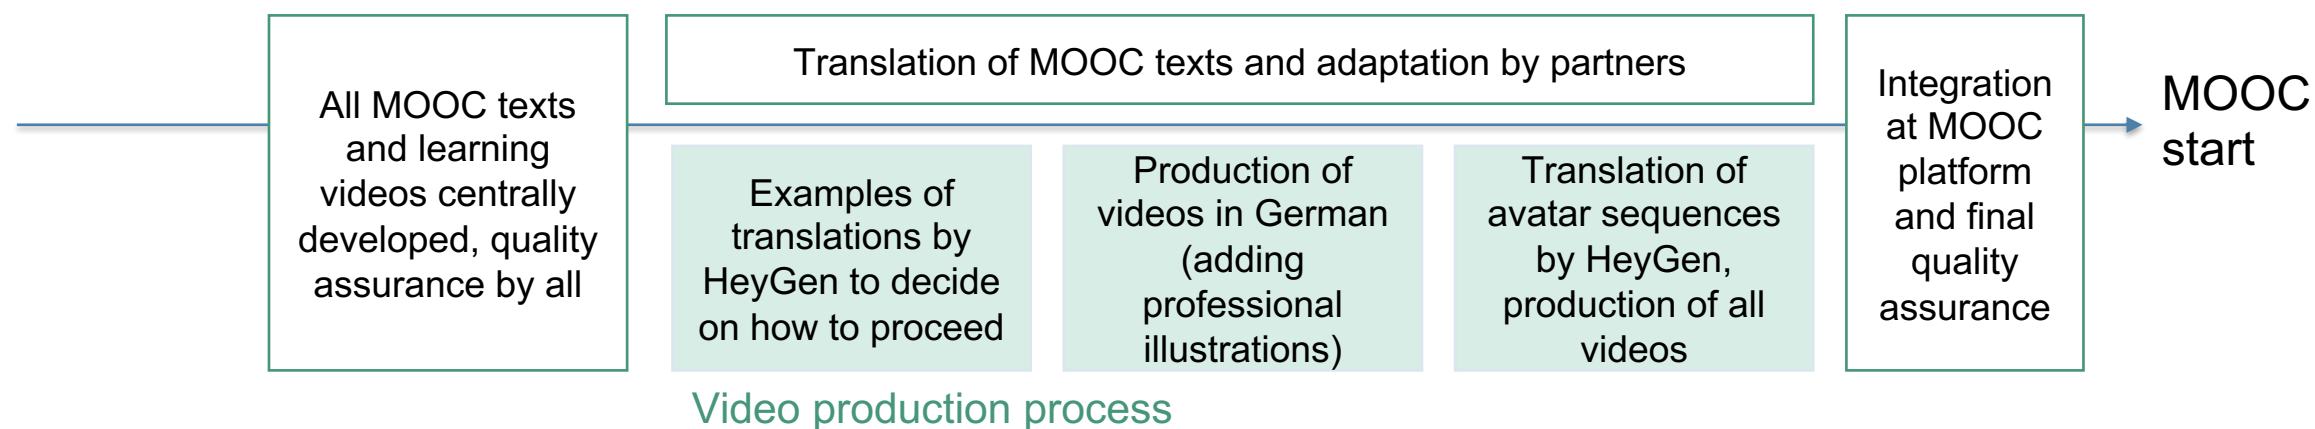 All MOOC texts
and learning
videos centrally
developed, quality
assurance by all
Translation of MOOC texts and adaptation by partners
Examples of
translations by
HeyGen to decide
on how to proceed
Production of
videos in German
(adding
professional
illustrations)
Translation of
avatar sequences
by HeyGen,
production of all
videos
Video production process
Integration
at MOOC
platform
and final
quality
assurance
MOOC
start